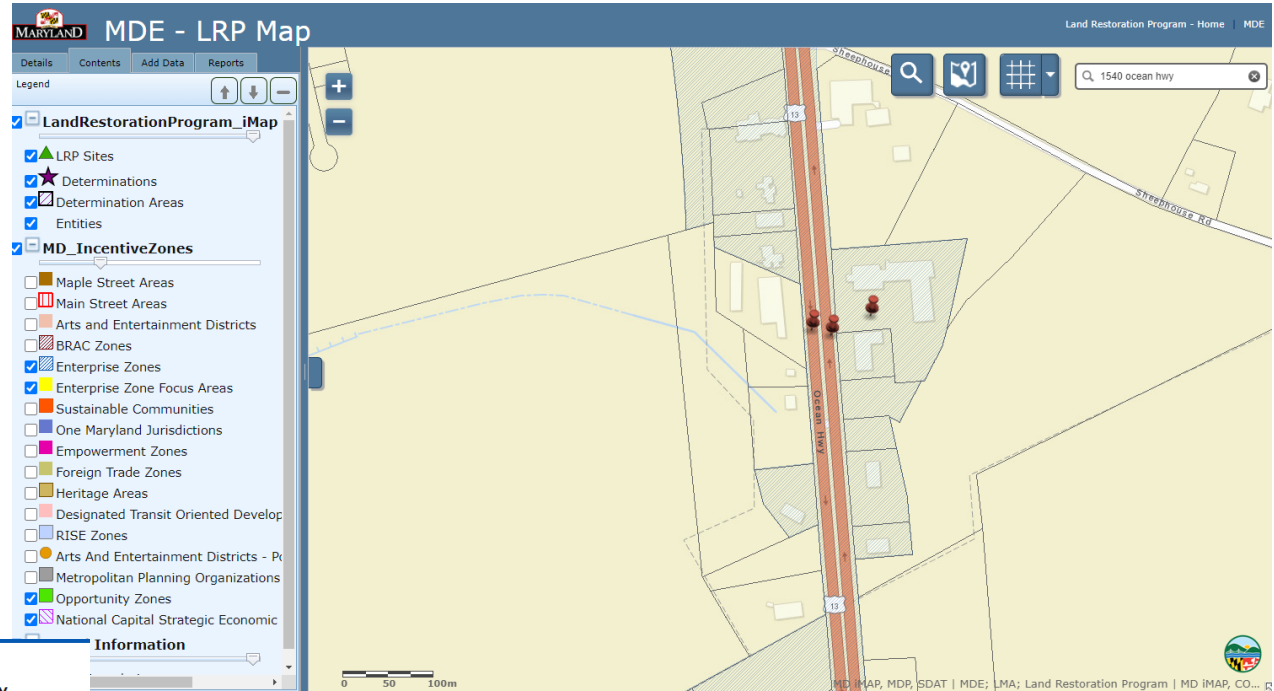 MARYLAND
MDE - LRP Map
Land Restoration Program - Home | MDE
Details Contents Add Data Reports
Legend
LandRestorationProgram_iMap
LRP Sites
Determinations
Determination Areas
Entities
MD_IncentiveZones
Maple Street Areas
Main Street Areas
Arts and Entertainment Districts
BRAC Zones
Enterprise Zones
Enterprise Zone Focus Areas
Sustainable Communities
One Maryland Jurisdictions
Empowerment Zones
Foreign Trade Zones
Heritage Areas
Designated Transit Oriented Develop
RISE Zones
Arts And Entertainment Districts - Po
Metropolitan Planning Organizations
Opportunity Zones
National Capital Strategic Economic
Information
1540 ocean hwy
Sheephouse
13
Sheephouse Rd
Ocean Hwy
13
0 50 100m
MD iMAP, MDP, SDAT | MDE; LMA; Land Restoration Program | MD iMAP, CO...